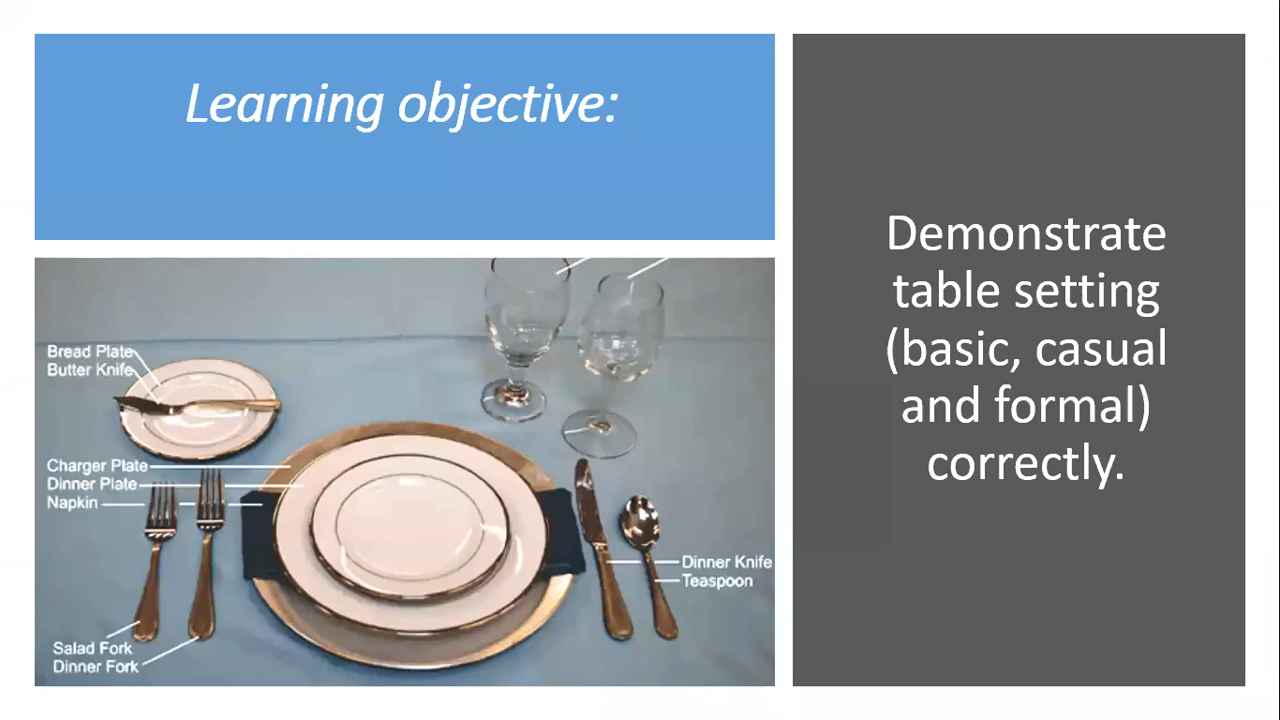 Learning objective:
Demonstrate
table setting
(basic, casual
and formal)
correctly.
Bread Plate
Butter Knife
Charger Plate
Dinner Plate
Napkin
Dinner Knife
Teaspoon
Salad Fork
Dinner Fork